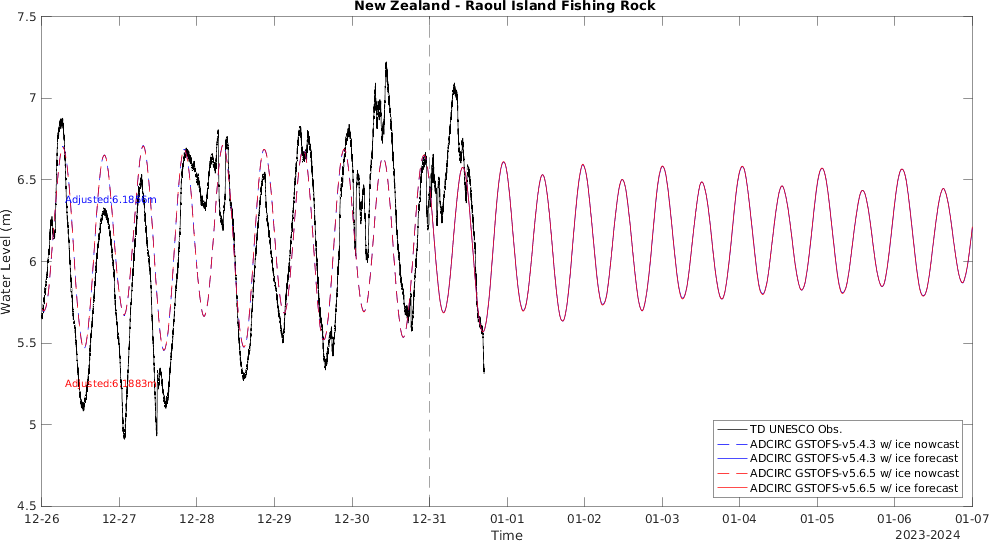 New Zealand - Raoul Island Fishing Rock
7.5
7
6.5
6
5.5
5
4.5
Water Level (m)
Adjusted:6.1886m
Adjusted:6.1883m
TD UNESCO Obs.
ADCIRC GSTOFS-v5.4.3 w/ ice nowcast
ADCIRC GSTOFS-v5.4.3 w/ ice forecast
ADCIRC GSTOFS-v5.6.5 w/ ice nowcast
ADCIRC GSTOFS-v5.6.5 w/ ice forecast
12-26 12-27 12-28 12-29 12-30 12-31 01-01 01-02 01-03 01-04 01-05 01-06 01-07
Time
2023-2024